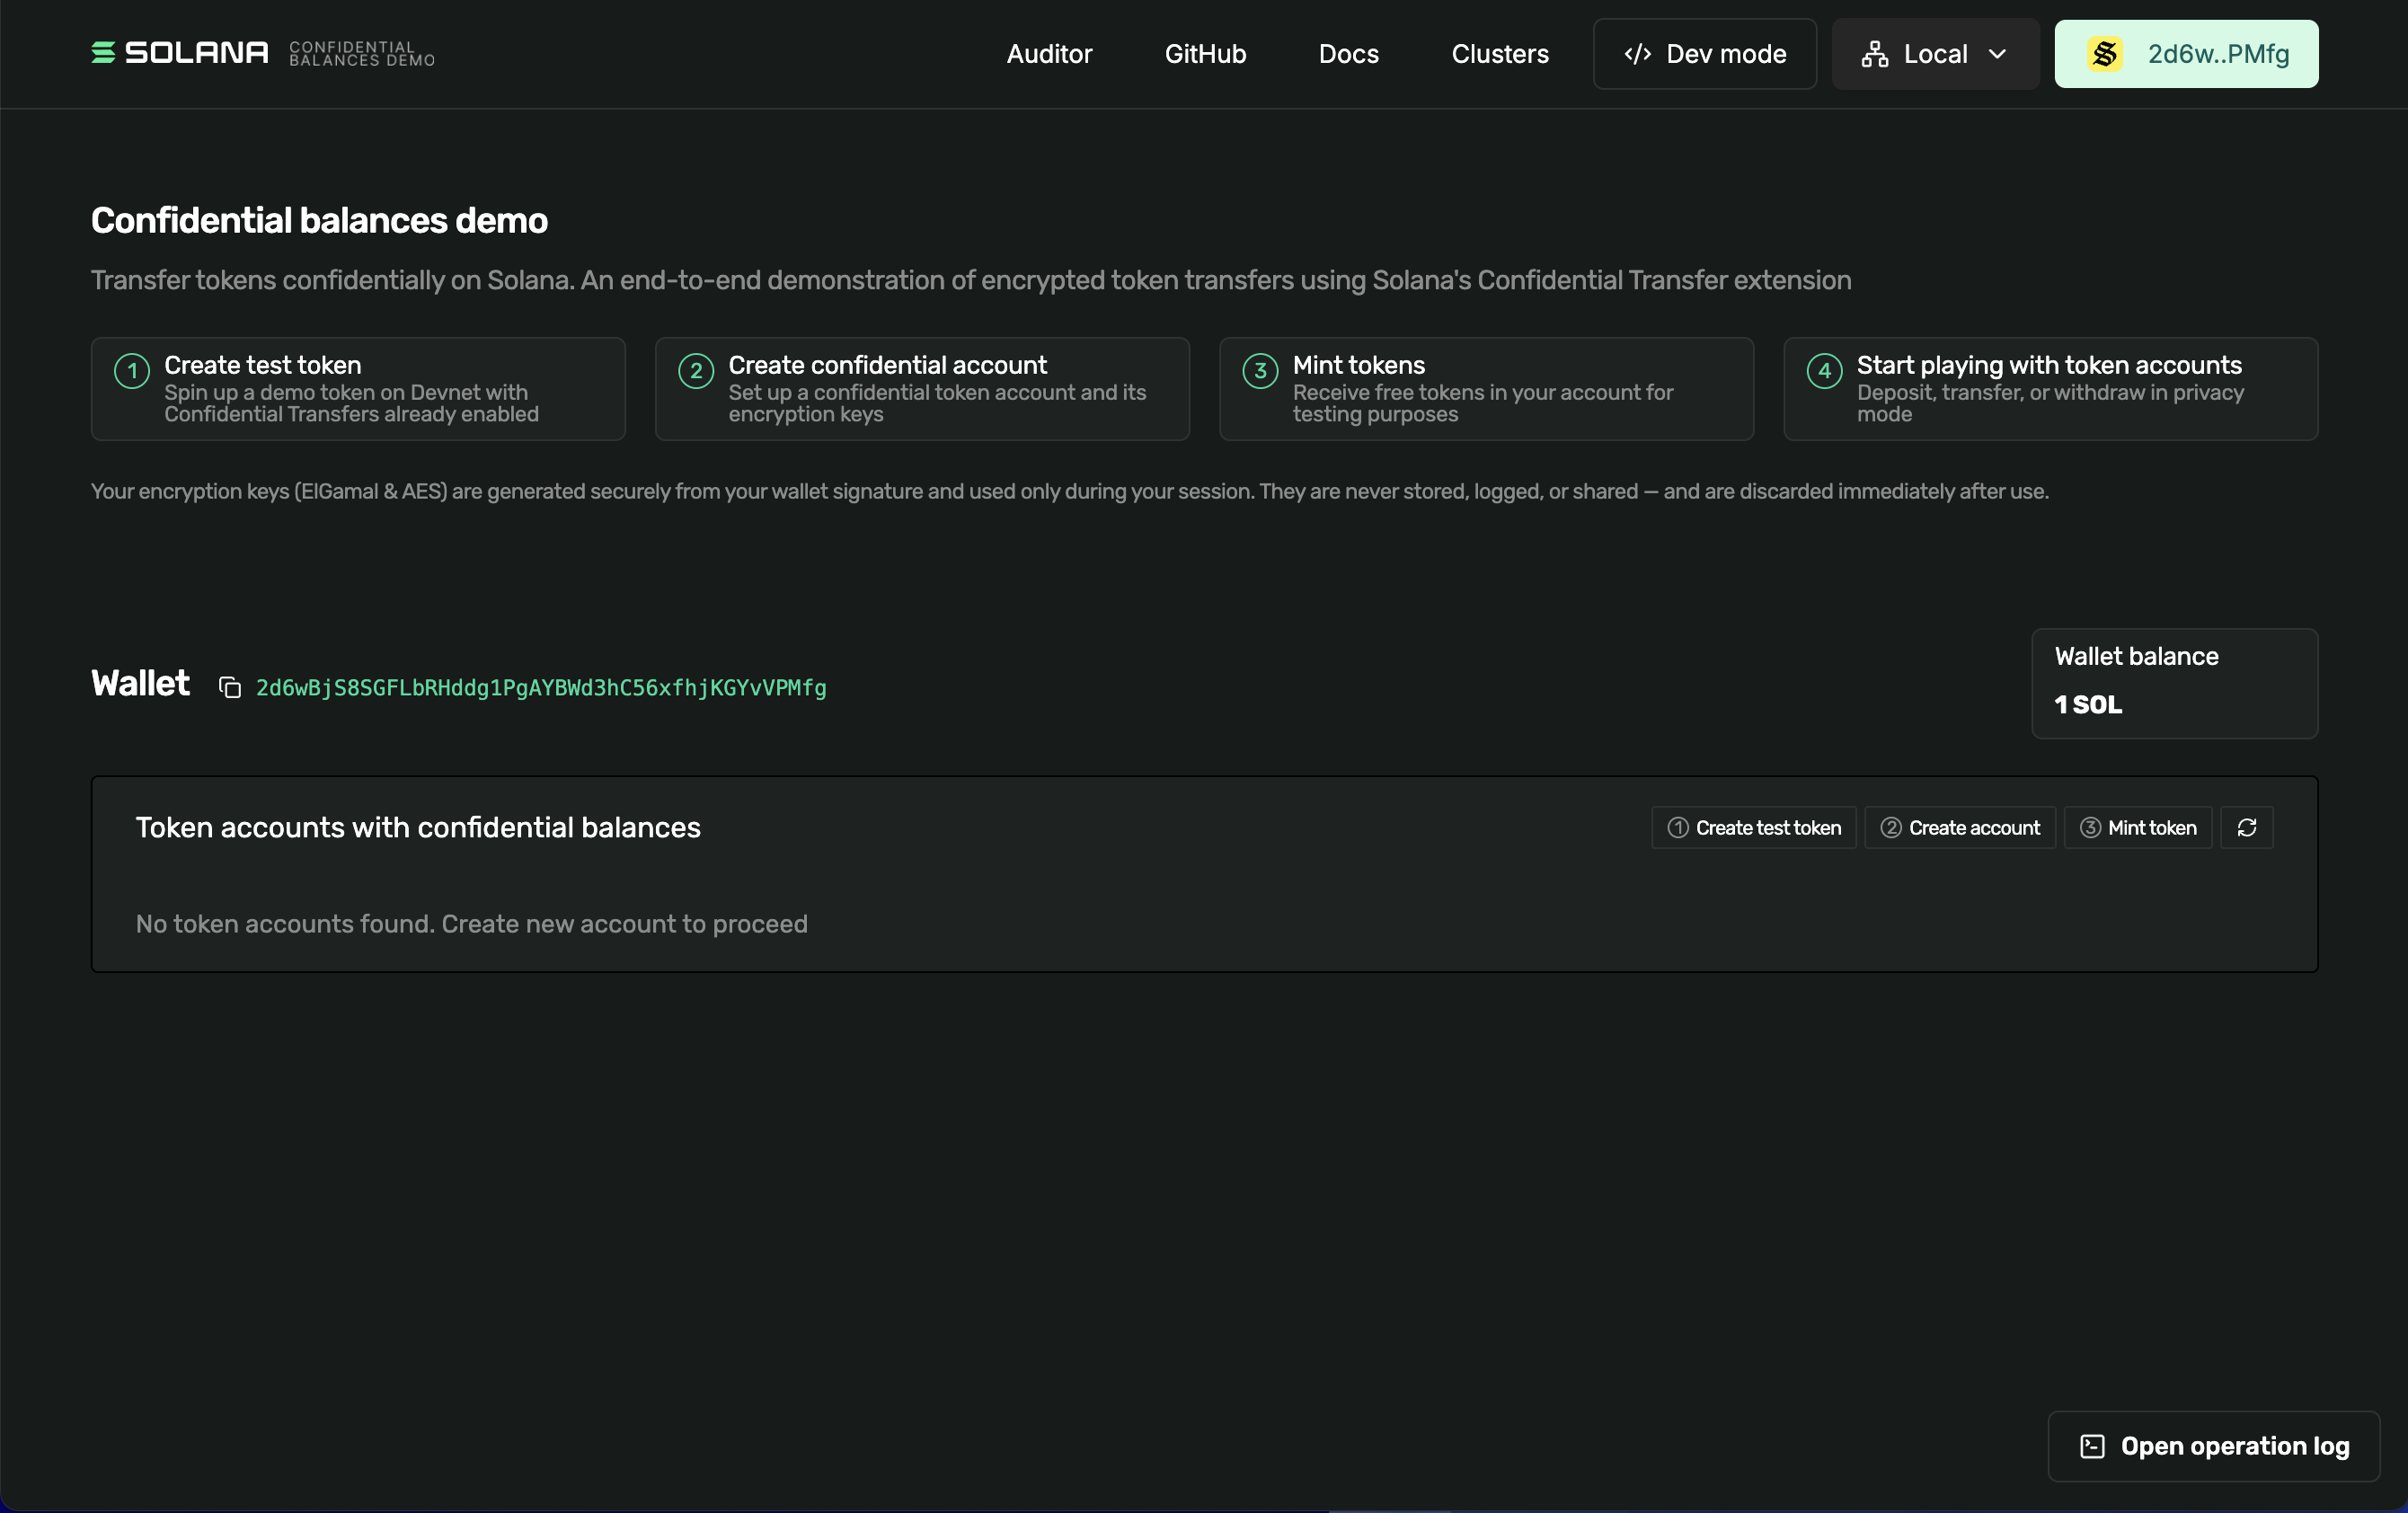 SOLANA CONFIDENTIAL BALANCES DEMO
Auditor
GitHub
Docs
Clusters
</> Dev mode
Local
2d6w..PMfg
Confidential balances demo
Transfer tokens confidentially on Solana. An end-to-end demonstration of encrypted token transfers using Solana's Confidential Transfer extension
1 Create test token
Spin up a demo token on Devnet with
Confidential Transfers already enabled
2 Create confidential account
Set up a confidential token account and its
encryption keys
3 Mint tokens
Receive free tokens in your account for
testing purposes
4 Start playing with token accounts
Deposit, transfer, or withdraw in privacy
mode
Your encryption keys (ElGamal & AES) are generated securely from your wallet signature and used only during your session. They are never stored, logged, or shared — and are discarded immediately after use.
Wallet
2d6wBjS8SGFLbRHddg1PgAYBWd3hC56xfhjKGYvVPMfg
Wallet balance
1 SOL
Token accounts with confidential balances
1 Create test token
2 Create account
3 Mint token
No token accounts found. Create new account to proceed
Open operation log